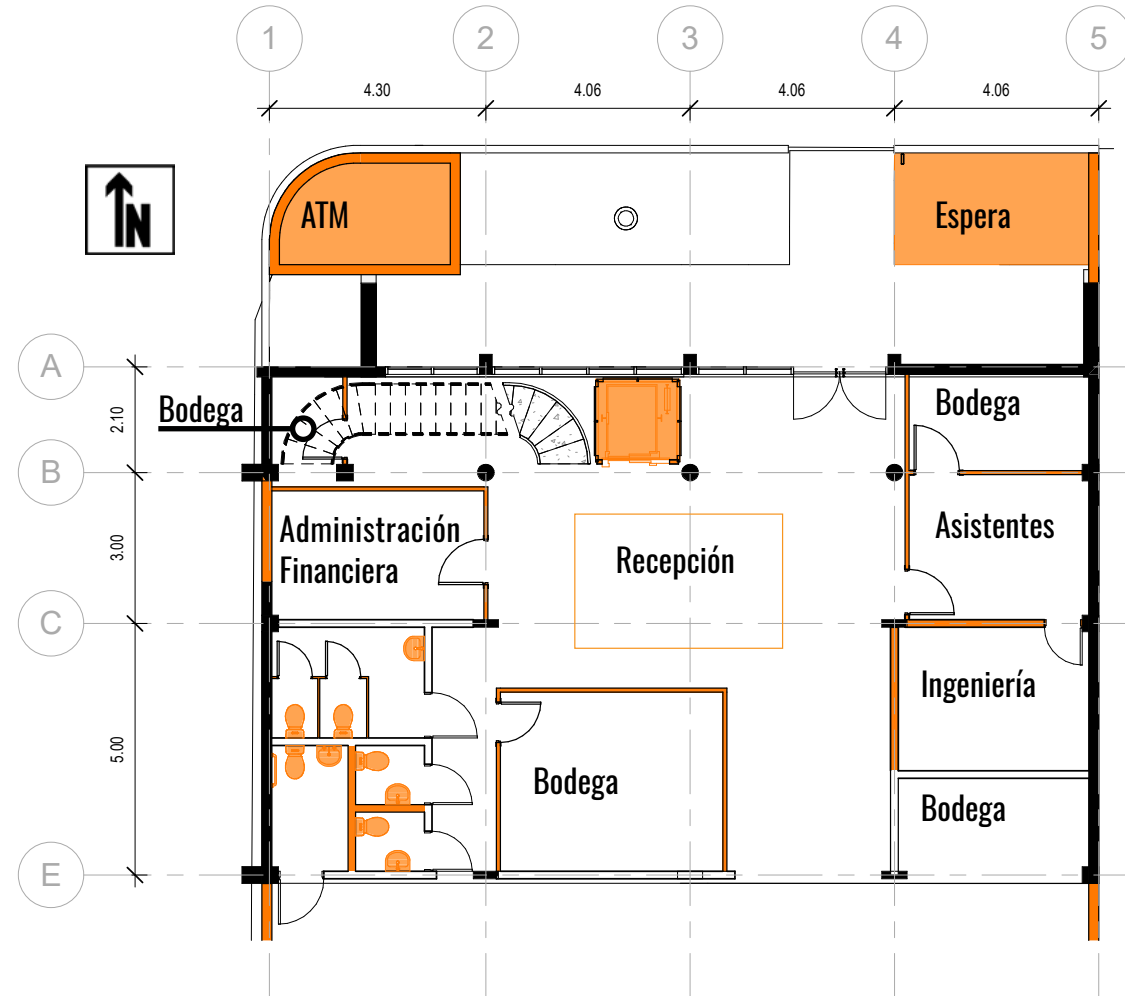 1
2
3
4
5
4.30
4.06
4.06
4.06
N
ATM
Espera
A
2.10
Bodega
Bodega
B
3.00
Administración
Financiera
Recepción
Asistentes
C
Ingeniería
5.00
Bodega
Bodega
E